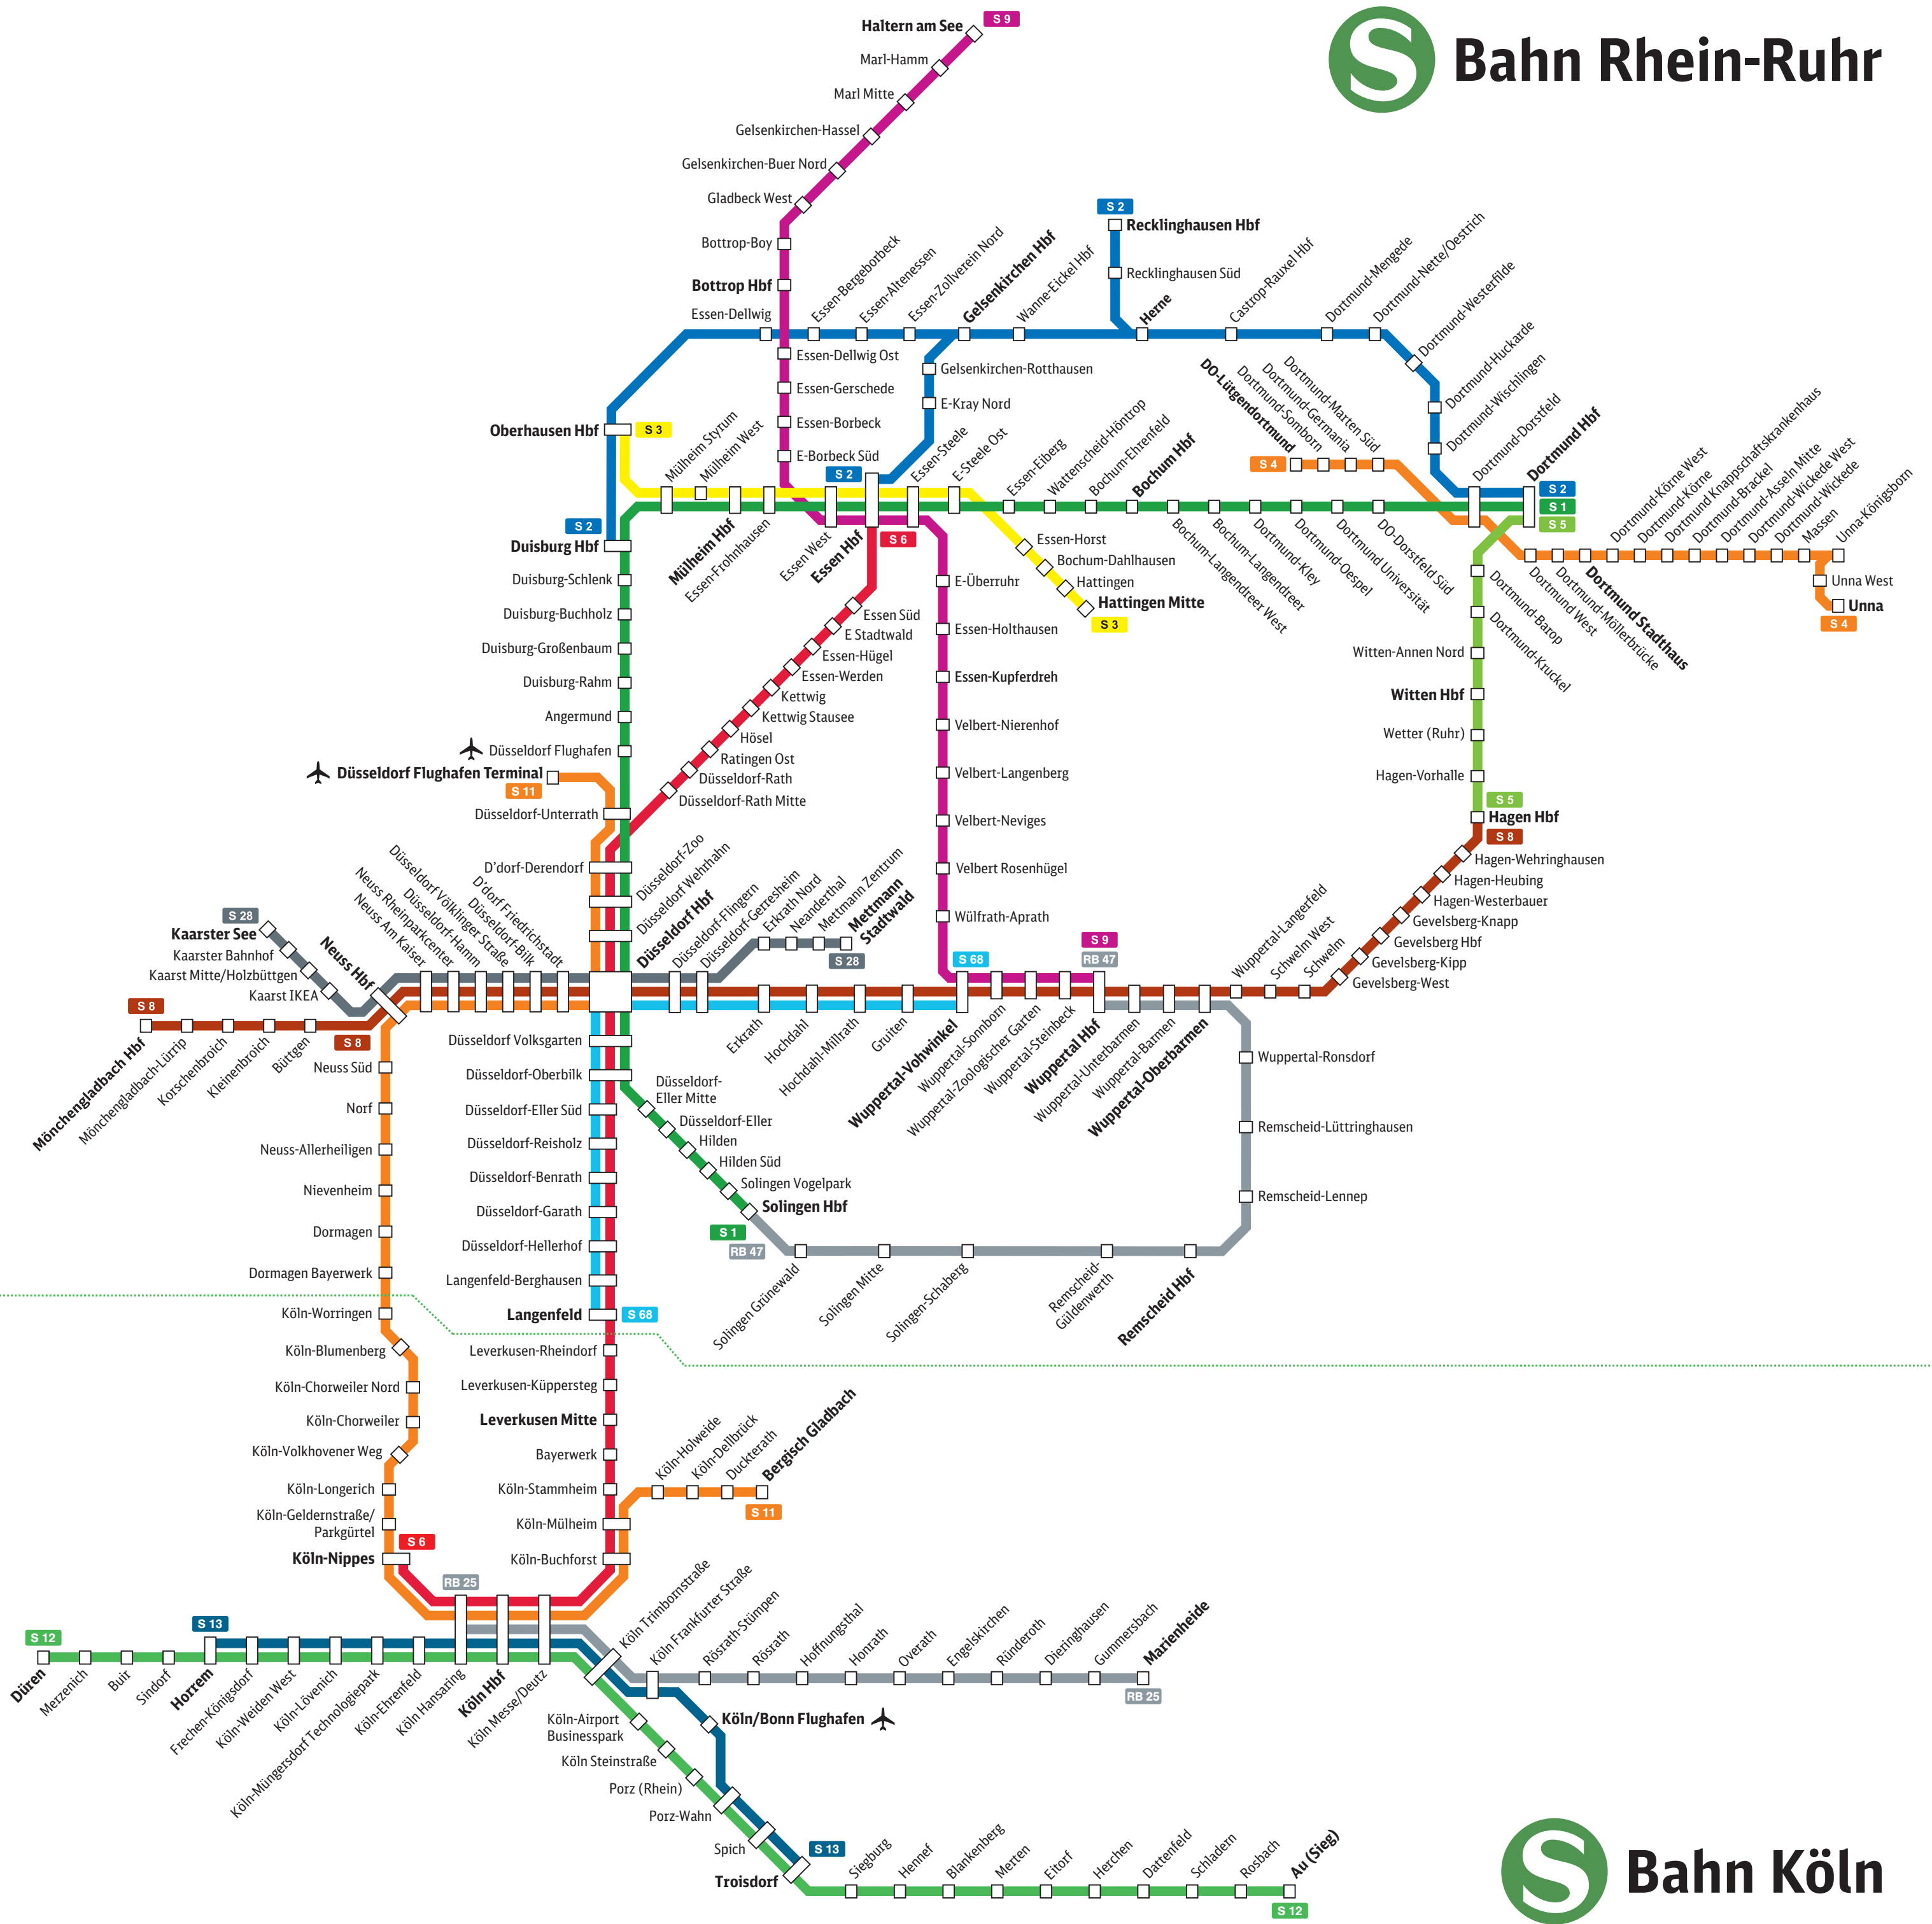 S Bahn Rhein-Ruhr
Haltern am See
S 9
Marl-Hamm
Marl Mitte
Gelsenkirchen-Hassel
Gelsenkirchen-Buer Nord
Gladbeck West
Bottrop-Boy
Bottrop Hbf
Essen-Dellwig
Essen-Bergeborbeck
Essen-Altenessen
Essen-Zollverein Nord
Gelsenkirchen Hbf
Wanne-Eickel Hbf
S 2
Recklinghausen Hbf
Recklinghausen Süd
Herne
Castrop-Rauxel Hbf
Dortmund-Mengede
Dortmund-Nette/Oestrich
Dortmund-Westerfilde
Dortmund-Huckarde
Dortmund-Wischlingen
Dortmund-Dorstfeld
Dortmund Hbf
S 2
S 1
S 5
Essen-Dellwig Ost
Essen-Gerschede
Essen-Borbeck
E-Borbeck Süd
Gelsenkirchen-Rotthausen
E-Kray Nord
S 2
Oberhausen Hbf
S 3
Mülheim Styrum
Mülheim West
Mülheim Hbf
Essen-Frohnhausen
Essen West
Essen Hbf
S 6
Essen-Steele
E-Steele Ost
Essen-Eiberg
Wattenscheid-Höntrop
Bochum-Ehrenfeld
Bochum Hbf
Bochum-Langendreer West
Bochum-Langendreer
Dortmund-Kley
Dortmund-Oespel
Dortmund Universität
DO-Dorstfeld Süd
S 4
DO-Lütgendortmund
Dortmund-Somborn
Dortmund-Germania
Dortmund-Marten Süd
Dortmund West
Dortmund-Möllerbrücke
Dortmund Stadthaus
Dortmund-Körne West
Dortmund-Körne
Dortmund Knappschaftskrankenhaus
Dortmund-Brackel
Dortmund-Asseln Mitte
Dortmund-Wickede West
Dortmund-Wickede
Massen
Unna-Königsborn
Unna West
Unna
S 4
Essen-Horst
Bochum-Dahlhausen
Hattingen
Hattingen Mitte
S 3
S 2
Duisburg Hbf
Duisburg-Schlenk
Duisburg-Buchholz
Duisburg-Großenbaum
Duisburg-Rahm
Angermund
Düsseldorf Flughafen
Düsseldorf Flughafen Terminal
S 11
Düsseldorf-Unterrath
D'dorf-Derendorf
Düsseldorf-Zoo
Düsseldorf Wehrhahn
Düsseldorf Hbf
Essen Süd
E Stadtwald
Essen-Hügel
Essen-Werden
Kettwig
Kettwig Stausee
Hösel
Ratingen Ost
Düsseldorf-Rath
Düsseldorf-Rath Mitte
E-Überruhr
Essen-Holthausen
Essen-Kupferdreh
Velbert-Nierenhof
Velbert-Langenberg
Velbert-Neviges
Velbert Rosenhügel
Wülfrath-Aprath
Dortmund-Barop
Dortmund-Kruckel
Witten-Annen Nord
Witten Hbf
Wetter (Ruhr)
Hagen-Vorhalle
S 5
Hagen Hbf
S 8
Hagen-Wehringhausen
Hagen-Heubing
Hagen-Westerbauer
Gevelsberg-Knapp
Gevelsberg Hbf
Gevelsberg-Kipp
Gevelsberg-West
Schwelm
Schwelm West
Wuppertal-Langerfeld
S 28
Kaarster See
Kaarster Bahnhof
Kaarst Mitte/Holzbüttgen
Kaarst IKEA
Neuss Hbf
Neuss Am Kaiser
Neuss Rheinparkcenter
Düsseldorf-Hamm
Düsseldorf Völklinger Straße
Düsseldorf-Bilk
D'dorf Friedrichstadt
Düsseldorf-Flingern
Düsseldorf-Gerresheim
Erkrath Nord
Neanderthal
Mettmann Zentrum
Mettmann
Stadtwald
S 28
S 8
Mönchengladbach Hbf
Mönchengladbach-Lürrip
Korschenbroich
Kleinenbroich
Büttgen
S 8
Erkrath
Hochdahl
Hochdahl-Millrath
Gruiten
S 68
Wuppertal-Vohwinkel
Wuppertal-Sonnborn
Wuppertal-Zoologischer Garten
Wuppertal-Steinbeck
S 9
RB 47
Wuppertal Hbf
Wuppertal-Unterbarmen
Wuppertal-Barmen
Wuppertal-Oberbarmen
Wuppertal-Ronsdorf
Remscheid-Lüttringhausen
Remscheid-Lennep
Remscheid Hbf
Remscheid-
Güldenwerth
Solingen-Schaberg
Solingen Mitte
Solingen Grünewald
RB 47
S 1
Solingen Hbf
Solingen Vogelpark
Hilden Süd
Hilden
Düsseldorf-Eller
Düsseldorf-
Eller Mitte
Düsseldorf Volksgarten
Düsseldorf-Oberbilk
Düsseldorf-Eller Süd
Düsseldorf-Reisholz
Düsseldorf-Benrath
Düsseldorf-Garath
Düsseldorf-Hellerhof
Langenfeld-Berghausen
Langenfeld
S 68
Leverkusen-Rheindorf
Leverkusen-Küppersteg
Leverkusen Mitte
Bayerwerk
Köln-Stammheim
Köln-Mülheim
Köln-Buchforst
Köln-Holweide
Köln-Dellbrück
Duckterath
Bergisch Gladbach
S 11
Neuss Süd
Norf
Neuss-Allerheiligen
Nievenheim
Dormagen
Dormagen Bayerwerk
Köln-Worringen
Köln-Blumenberg
Köln-Chorweiler Nord
Köln-Chorweiler
Köln-Volkhovener Weg
Köln-Longerich
Köln-Geldernstraße/
Parkgürtel
S 6
Köln-Nippes
RB 25
S 12
Düren
Merzenich
Buir
Sindorf
S 13
Horrem
Frechen-Königsdorf
Köln-Weiden West
Köln-Lövenich
Köln-Müngersdorf Technologiepark
Köln-Ehrenfeld
Köln Hansaring
Köln Hbf
Köln Messe/Deutz
Köln Trimbornstraße
Köln Frankfurter Straße
Rösrath-Stümpen
Rösrath
Hoffnungsthal
Honrath
Overath
Engelskirchen
Ründeroth
Dieringhausen
Gummersbach
Marienheide
RB 25
Köln/Bonn Flughafen
Köln-Airport
Businesspark
Köln Steinstraße
Porz (Rhein)
Porz-Wahn
Spich
Troisdorf
S 13
Siegburg
Hennef
Blankenberg
Merten
Eitorf
Herchen
Dattenfeld
Schladern
Rosbach
Au (Sieg)
S 12
S Bahn Köln